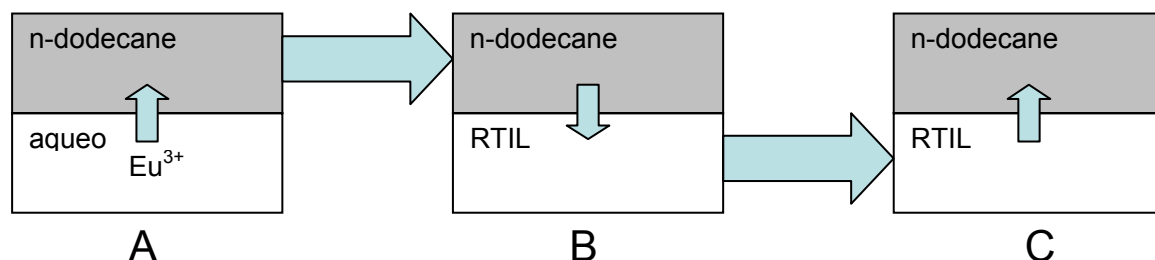 n-dodecane
aqueo
Eu3+
A
n-dodecane
RTIL
B
n-dodecane
RTIL
C